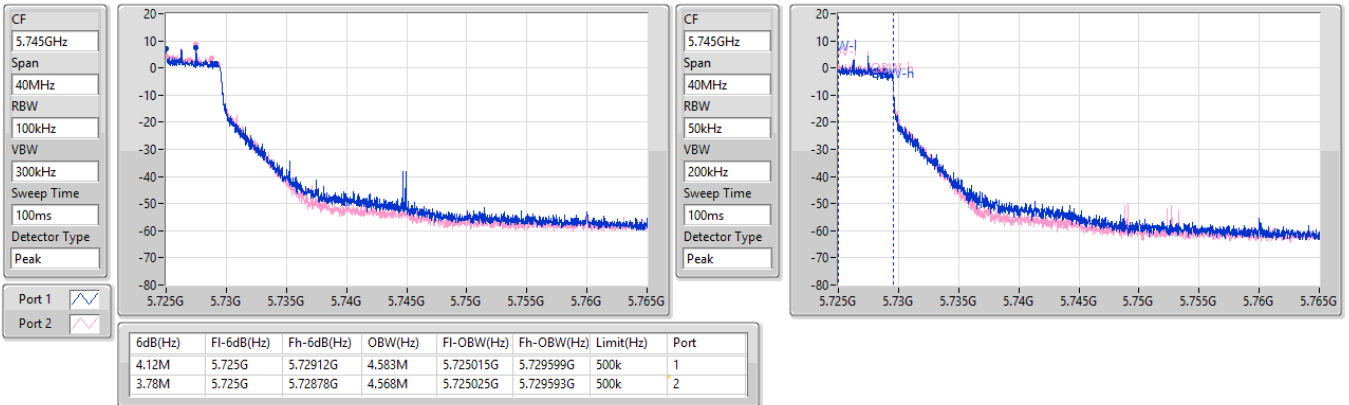 CF
5.745GHz
Span
40MHz
RBW
100kHz
VBW
300kHz
Sweep Time
100ms
Detector Type
Peak
Port 1
Port 2
20
10
0
-10
-20
-30
-40
-50
-60
-70
-80
5.725G 5.73G 5.735G 5.74G 5.745G 5.75G 5.755G 5.76G 5.765G
CF
5.745GHz
Span
40MHz
RBW
50kHz
VBW
200kHz
Sweep Time
100ms
Detector Type
Peak
20
10
0
-10
-20
-30
-40
-50
-60
-70
-80
W-l
5.725G 5.73G 5.735G 5.74G 5.745G 5.75G 5.755G 5.76G 5.765G
6dB(Hz) Fl-6dB(Hz) Fh-6dB(Hz) OBW(Hz) Fl-OBW(Hz) Fh-OBW(Hz) Limit(Hz) Port
4.12M 5.725G 5.72912G 4.583M 5.725015G 5.729599G 500k 1
3.78M 5.725G 5.72878G 4.568M 5.725025G 5.729593G 500k 2